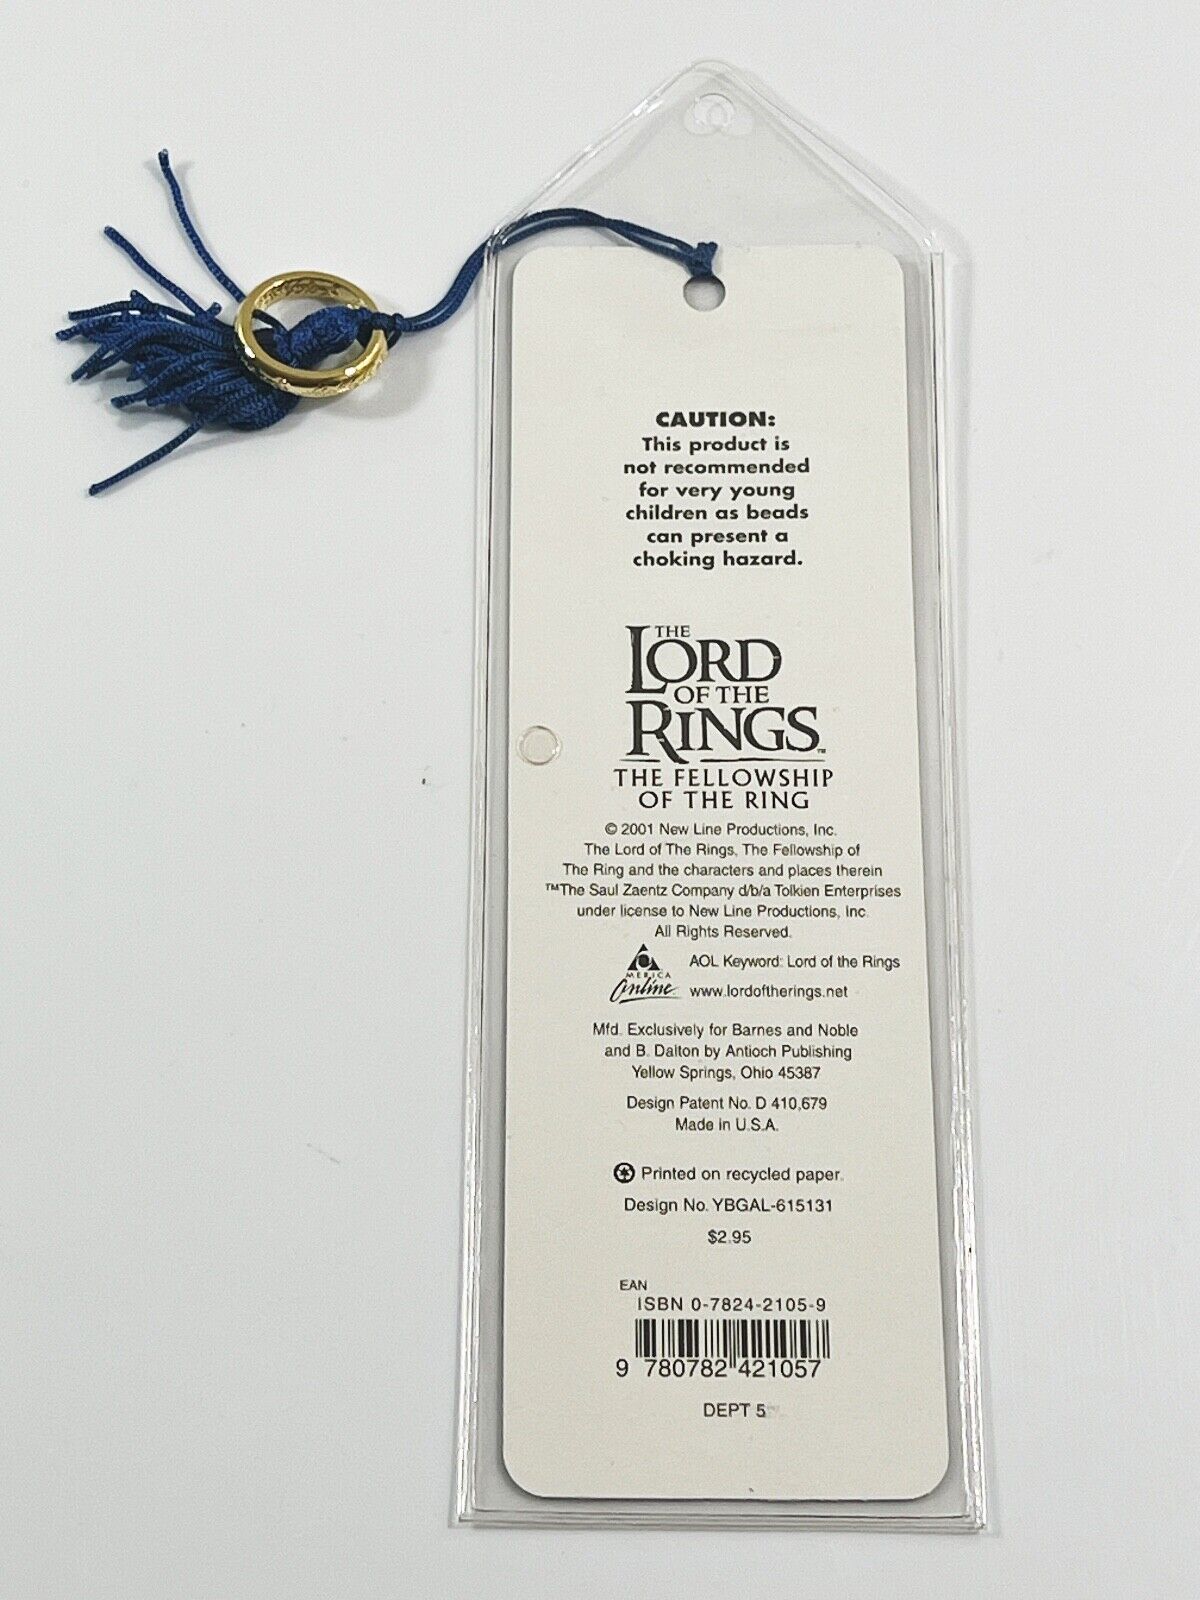 CAUTION:
This product is
not recommended
for very young
children as beads
can present a
choking hazard.
THE
LORD
OF THE
RINGS™
THE FELLOWSHIP
OF THE RING
© 2001 New Line Productions, Inc.
The Lord of The Rings, The Fellowship of
The Ring and the characters and places therein
™The Saul Zaentz Company d/b/a Tolkien Enterprises
under license to New Line Productions, Inc.
All Rights Reserved.
AMERICA
Online
AOL Keyword: Lord of the Rings
www.lordoftherings.net
Mfd. Exclusively for Barnes and Noble
and B. Dalton by Antioch Publishing
Yellow Springs, Ohio 45387
Design Patent No. D 410,679
Made in U.S.A.
Printed on recycled paper.
Design No. YBGAL-615131
$2.95
EAN
ISBN 0-7824-2105-9
9 780782 421057
DEPT 5